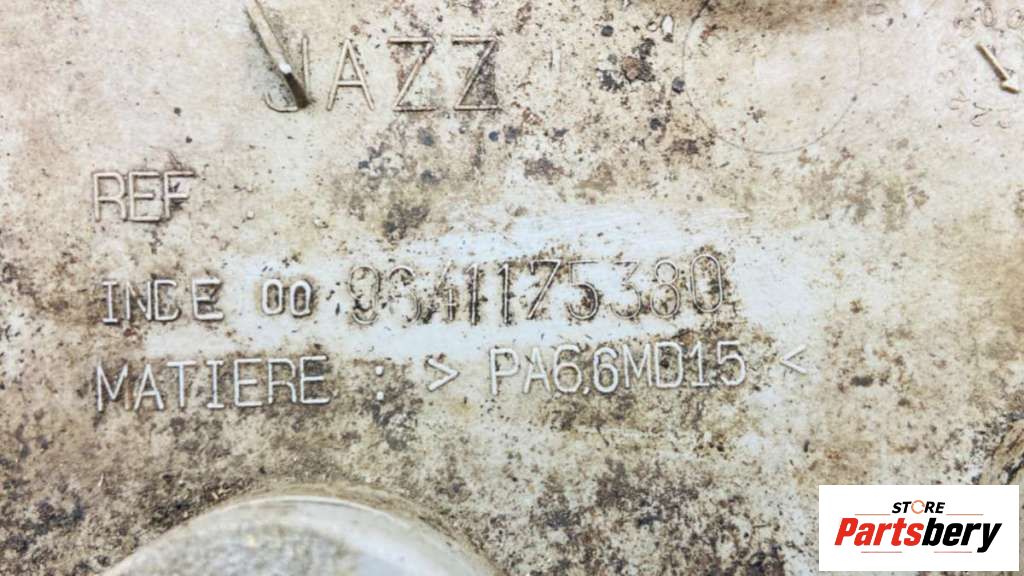 JAZZ
REF
INDE 00 9641175380
MATIERE : > PA6.6MD15 <
STORE
Partsbery